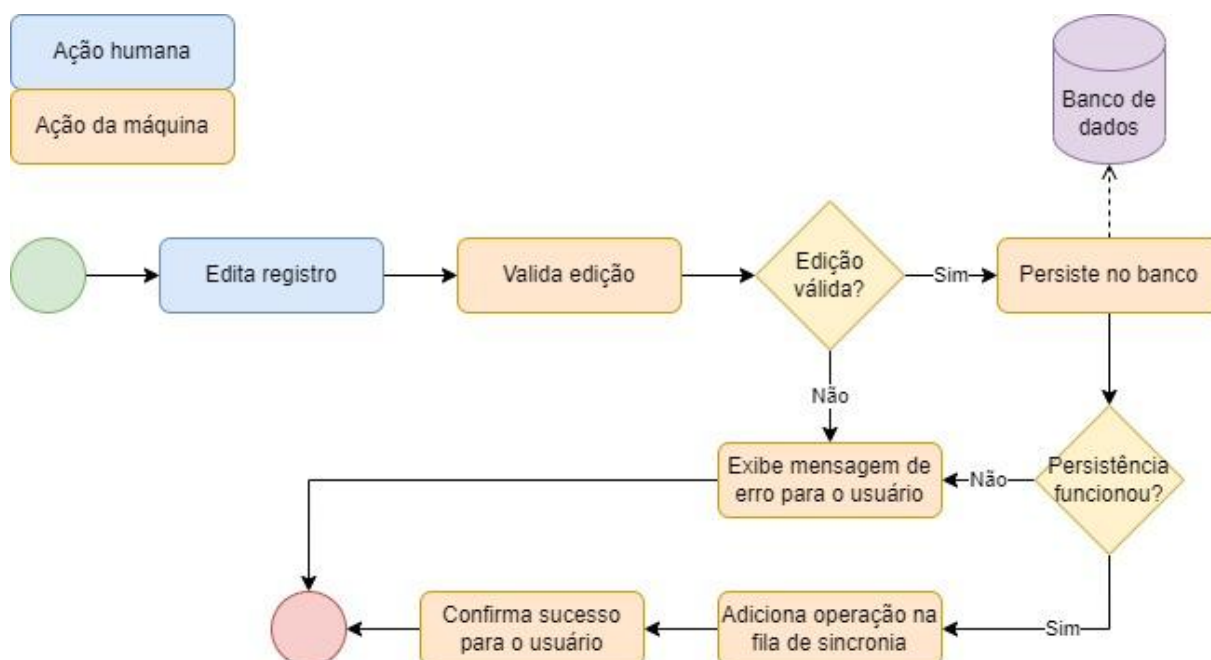 Ação humana
Ação da máquina
Banco de
dados
Edita registro
Valida edição
Edição
válida?
Sim
Persiste no banco
Não
Exibe mensagem de
erro para o usuário
Não
Persistência
funcionou?
Confirma sucesso
para o usuário
Adiciona operação na
fila de sincronia
Sim